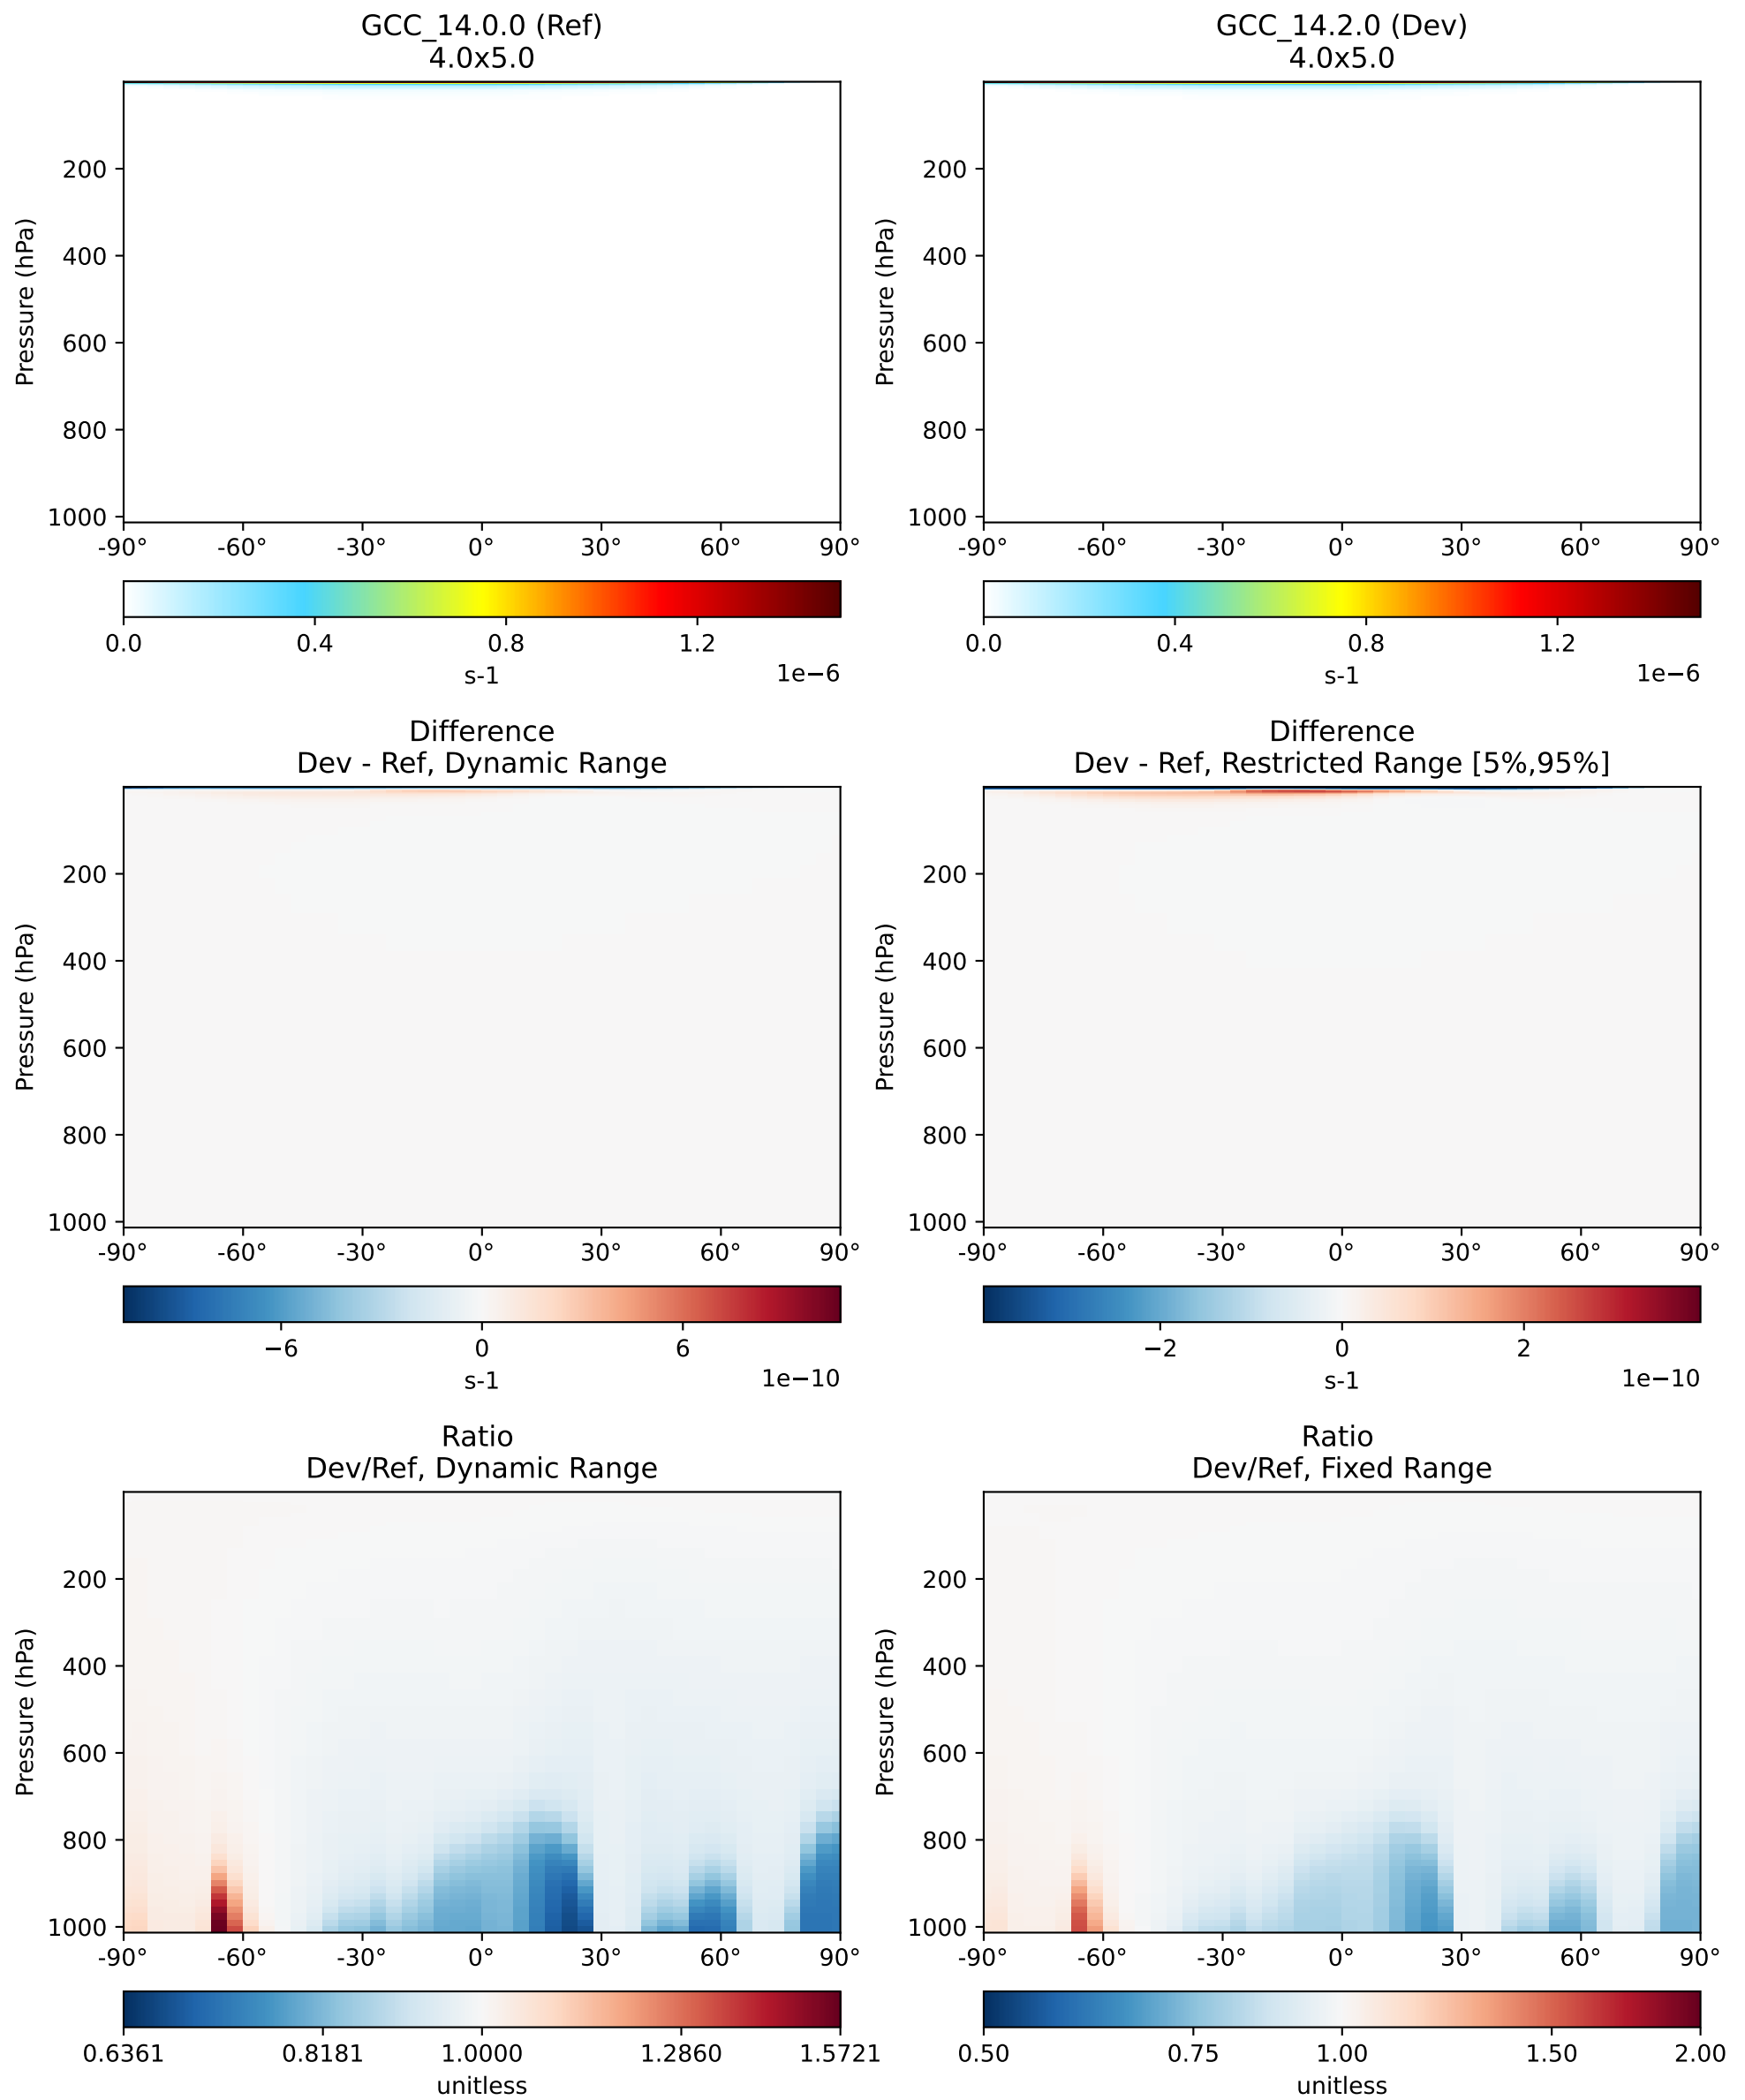 GCC_14.0.0 (Ref)
4.0x5.0
Pressure (hPa)
200
400
600
800
1000
-90° -60° -30° 0° 30° 60° 90°
0.0 0.4 0.8 1.2
s-1
1e−6
GCC_14.2.0 (Dev)
4.0x5.0
Pressure (hPa)
200
400
600
800
1000
-90° -60° -30° 0° 30° 60° 90°
0.0 0.4 0.8 1.2
s-1
1e−6
Difference
Dev - Ref, Dynamic Range
Pressure (hPa)
200
400
600
800
1000
-90° -60° -30° 0° 30° 60° 90°
−6 0 6
s-1
1e−10
Difference
Dev - Ref, Restricted Range [5%,95%]
Pressure (hPa)
200
400
600
800
1000
-90° -60° -30° 0° 30° 60° 90°
−2 0 2
s-1
1e−10
Ratio
Dev/Ref, Dynamic Range
Pressure (hPa)
200
400
600
800
1000
-90° -60° -30° 0° 30° 60° 90°
0.6361 0.8181 1.0000 1.2860 1.5721
unitless
Ratio
Dev/Ref, Fixed Range
Pressure (hPa)
200
400
600
800
1000
-90° -60° -30° 0° 30° 60° 90°
0.50 0.75 1.00 1.50 2.00
unitless